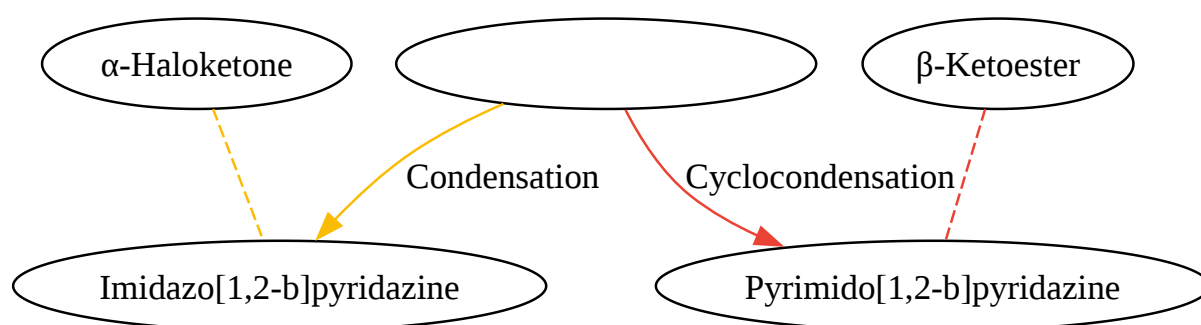 α-Haloketone
β-Ketoester
Condensation
Cyclocondensation
Imidazo[1,2-b]pyridazine
Pyrimido[1,2-b]pyridazine